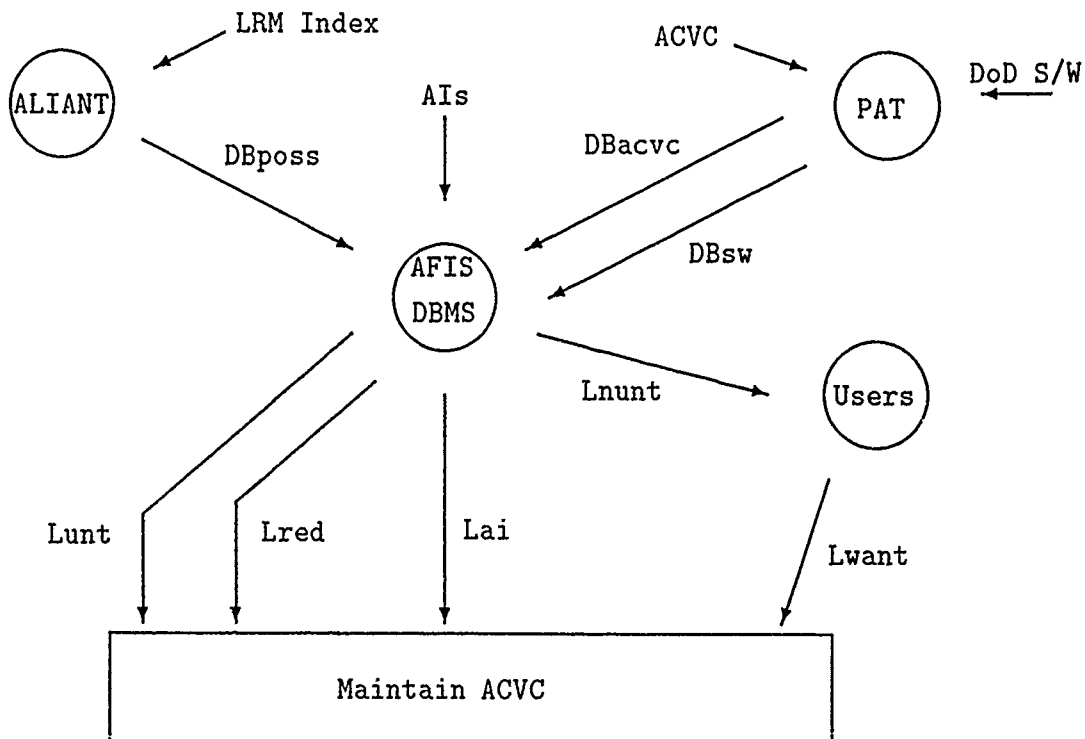 LRM Index
ACVC
ALIANT
AIs
PAT
DoD S/W
DBposs
DBacvc
DBsw
AFIS
DBMS
Lnunt
Users
Lunt
Lred
Lai
Lwant
Maintain ACVC